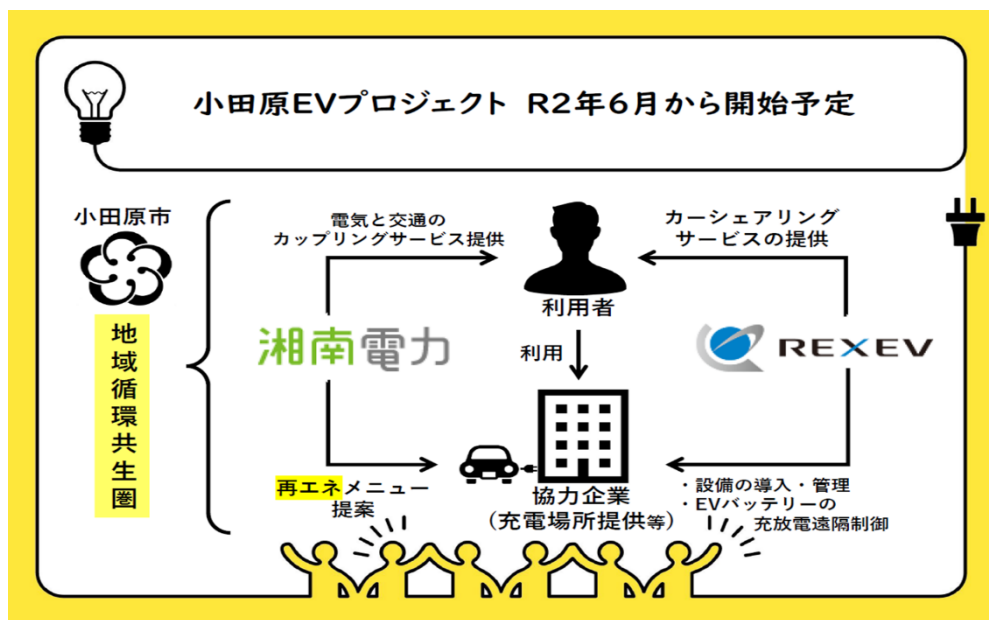 小田原EVプロジェクト R2年6月から開始予定
小田原市
地域循環共生圏
電気と交通の
カップリングサービス提供
カーシェアリング
サービスの提供
利用者
湘南電力
REXEV
利用
再エネメニュー
提案
協力企業
(充電場所提供等)
・設備の導入・管理
・EVバッテリーの
充放電遠隔制御